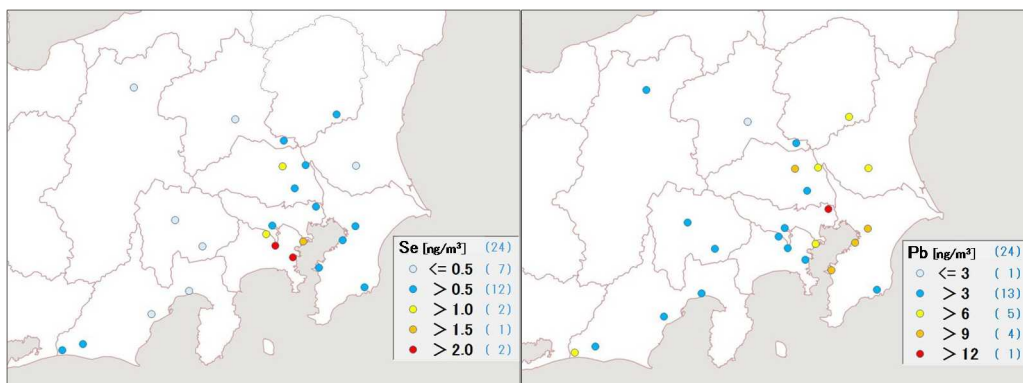 Se [ng/m³] (24)
<= 0.5 ( 7)
> 0.5 (12)
> 1.0 ( 2)
> 1.5 ( 1)
> 2.0 ( 2)
Pb [ng/m³] (24)
<= 3 ( 1)
> 3 (13)
> 6 ( 5)
> 9 ( 4)
> 12 ( 1)